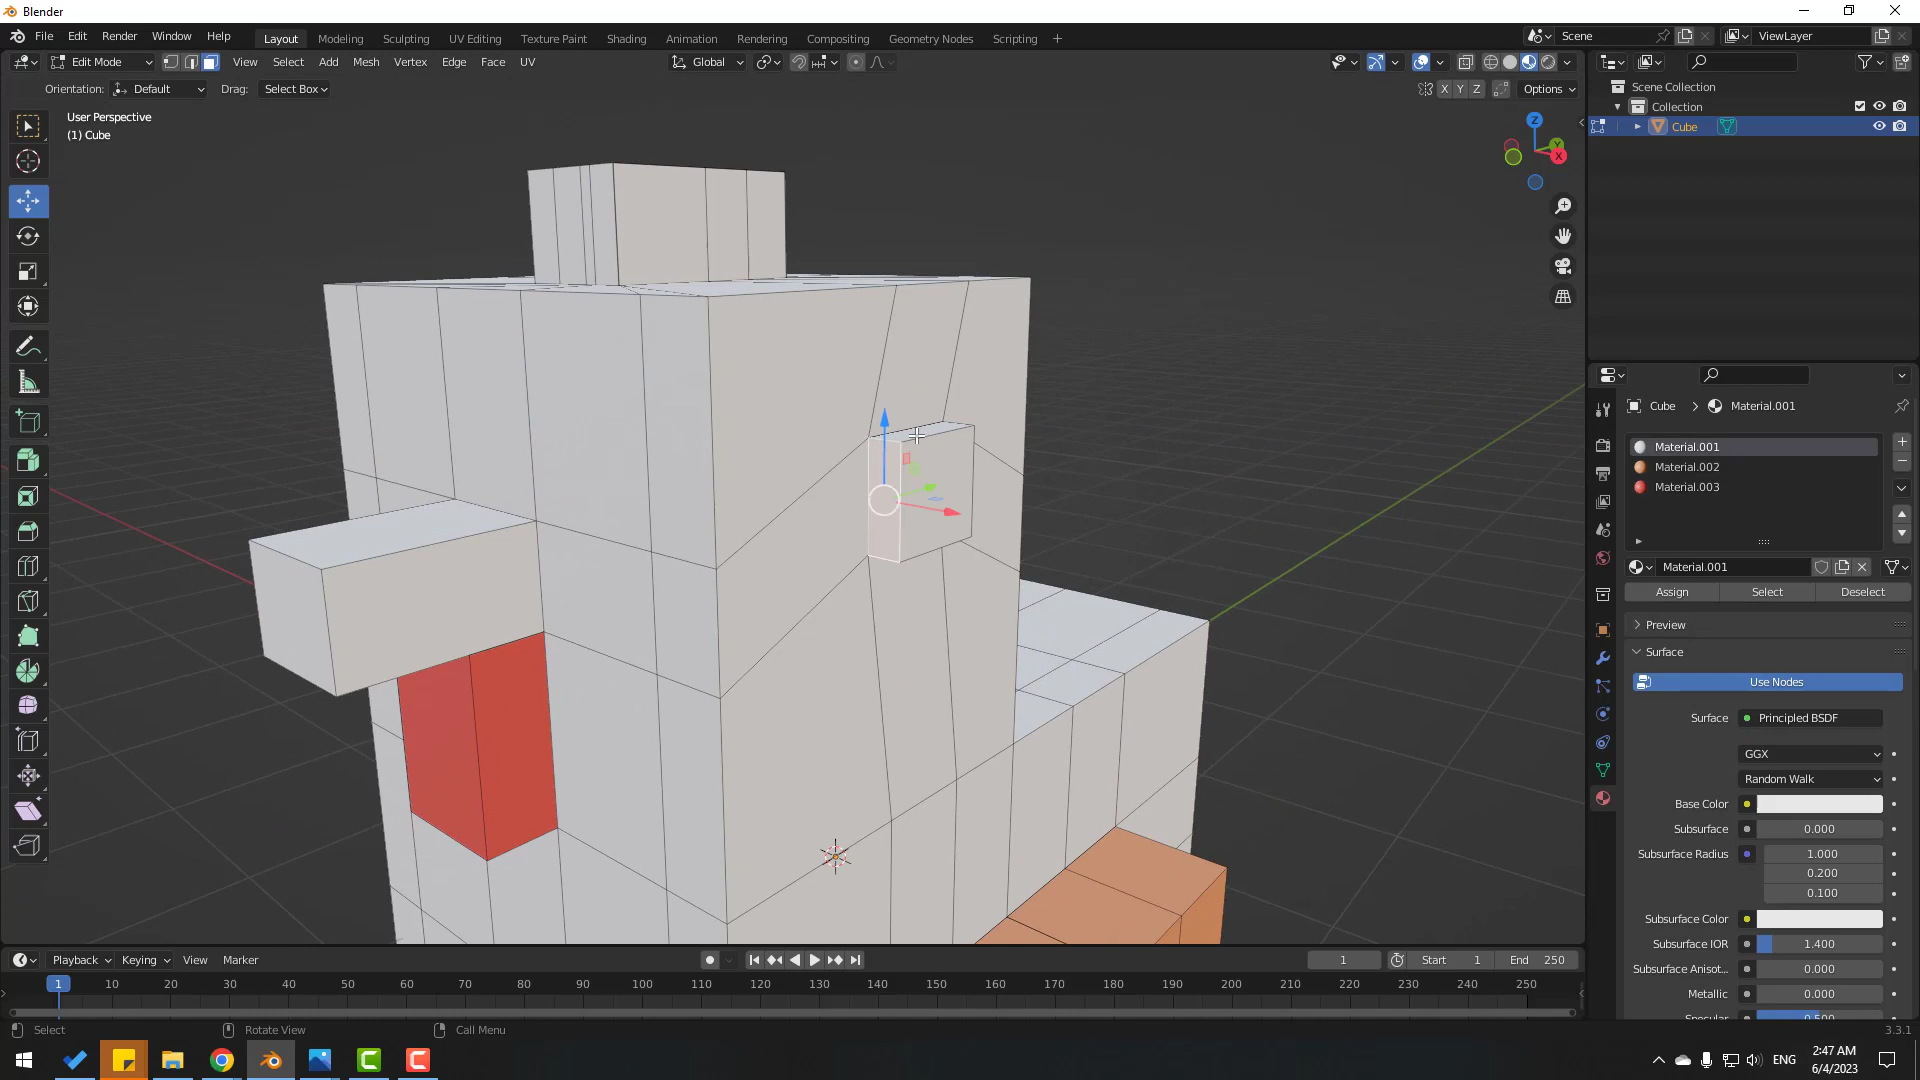 Blender
File Edit Render Window Help
Layout Modeling Sculpting UV Editing Texture Paint Shading Animation Rendering Compositing Geometry Nodes Scripting
Scene
ViewLayer
Edit Mode View Select Add Mesh Vertex Edge Face UV
Global
Orientation: Default Drag: Select Box
X Y Z Options
User Perspective
(1) Cube
Z
Y
X
Scene Collection
Collection
Cube
Cube > Material.001
Material.001
Material.002
Material.003
Material.001
Assign Select Deselect
Preview
Surface
Use Nodes
Surface Principled BSDF
GGX
Random Walk
Base Color
Subsurface 0.000
Subsurface Radius 1.000
0.200
0.100
Subsurface Color
Subsurface IOR 1.400
Subsurface Anisot... 0.000
Metallic 0.000
Specular 0.500
Playback Keying View Marker
1 Start 1 End 250
1 10 20 30 40 50 60 70 80 90 100 110 120 130 140 150 160 170 180 190 200 210 220 230 240 250
Select Rotate View Call Menu
3.3.1
ENG
2:47 AM
6/4/2023